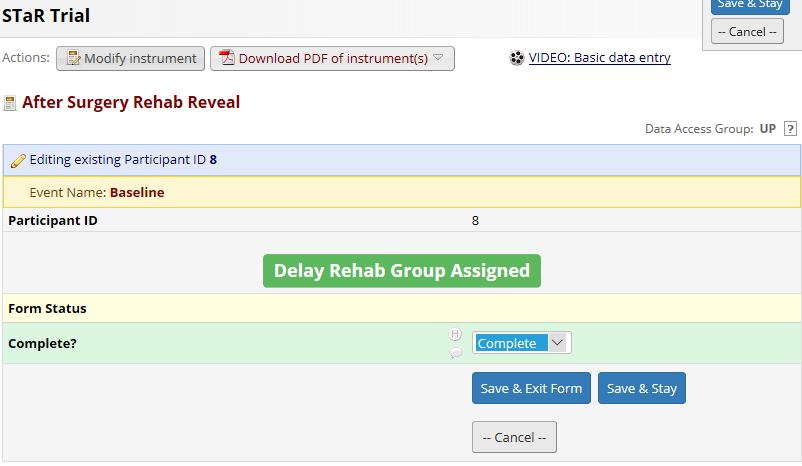 STaR Trial
Save & Stay
-- Cancel --
Actions: Modify instrument Download PDF of instrument(s) VIDEO: Basic data entry
After Surgery Rehab Reveal
Data Access Group: UP ?
Editing existing Participant ID 8
Event Name: Baseline
Participant ID 8
Delay Rehab Group Assigned
Form Status
Complete? H Complete
Save & Exit Form Save & Stay
-- Cancel --